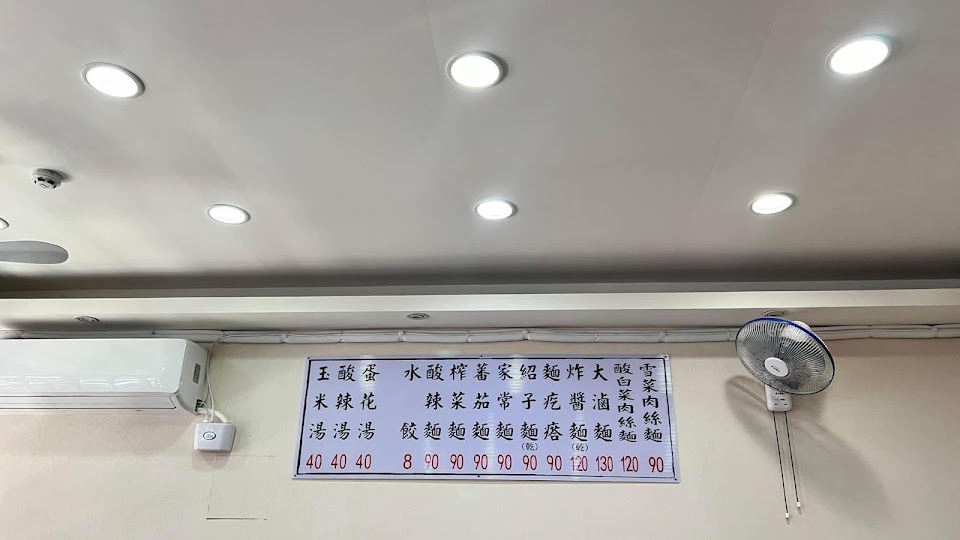 雪菜肉絲麵 90
酸白菜肉絲麵 120
大滷麵 130
炸醬麵(乾) 120
麵疙瘩 90
紹子麵(乾) 90
家常麵 90
蕃茄麵 90
榨菜麵 90
酸辣麵 90
水餃 8
蛋花湯 40
酸辣湯 40
玉米湯 40